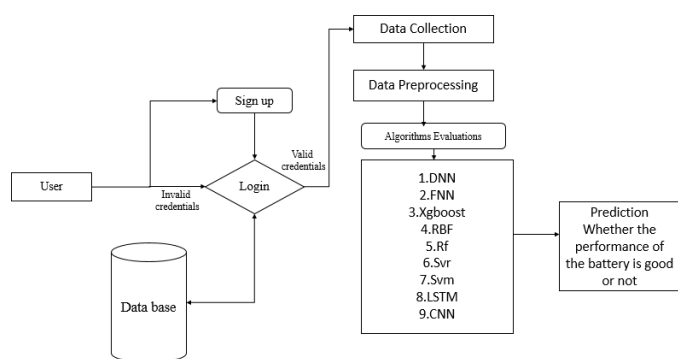 Data Collection
Data Preprocessing
Sign up
Algorithms Evaluations
Valid
credentials
User
Invalid
credentials
Login
1.DNN
2.FNN
3.Xgboost
4.RBF
5.Rf
6.Svr
7.Svm
8.LSTM
9.CNN
Prediction
Whether the
performance of
the battery is good
or not
Data base